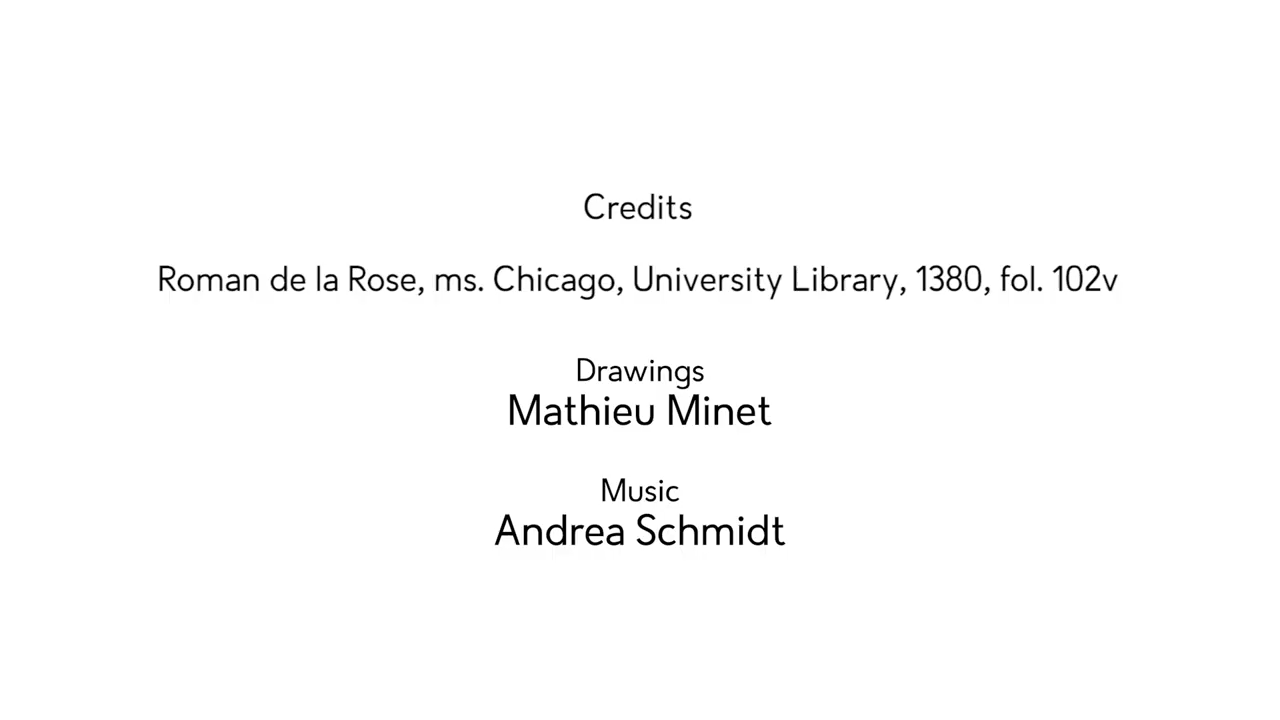 Credits
Roman de la Rose, ms. Chicago, University Library, 1380, fol. 102v
Drawings
Mathieu Minet
Music
Andrea Schmidt